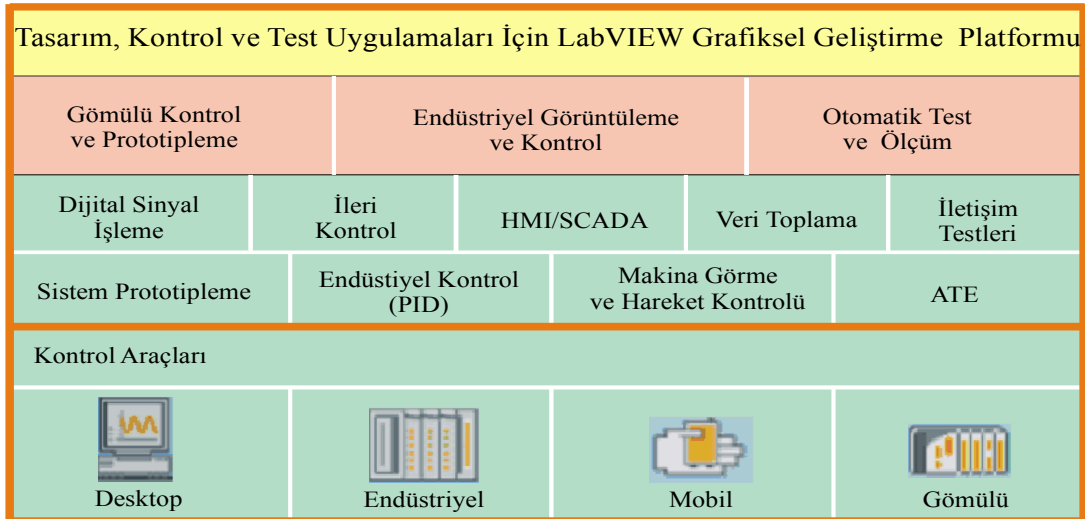 Tasarım, Kontrol ve Test Uygulamaları İçin LabVIEW Grafiksel Geliştirme Platformu
Gömülü Kontrol
ve Prototipleme
Endüstriyel Görüntüleme
ve Kontrol
Otomatik Test
ve Ölçüm
Dijital Sinyal
İşleme
İleri
Kontrol
HMI/SCADA
Veri Toplama
İletişim
Testleri
Sistem Prototipleme
Endüstiyel Kontrol
(PID)
Makina Görme
ve Hareket Kontrolü
ATE
Kontrol Araçları
Desktop
Endüstriyel
Mobil
Gömülü